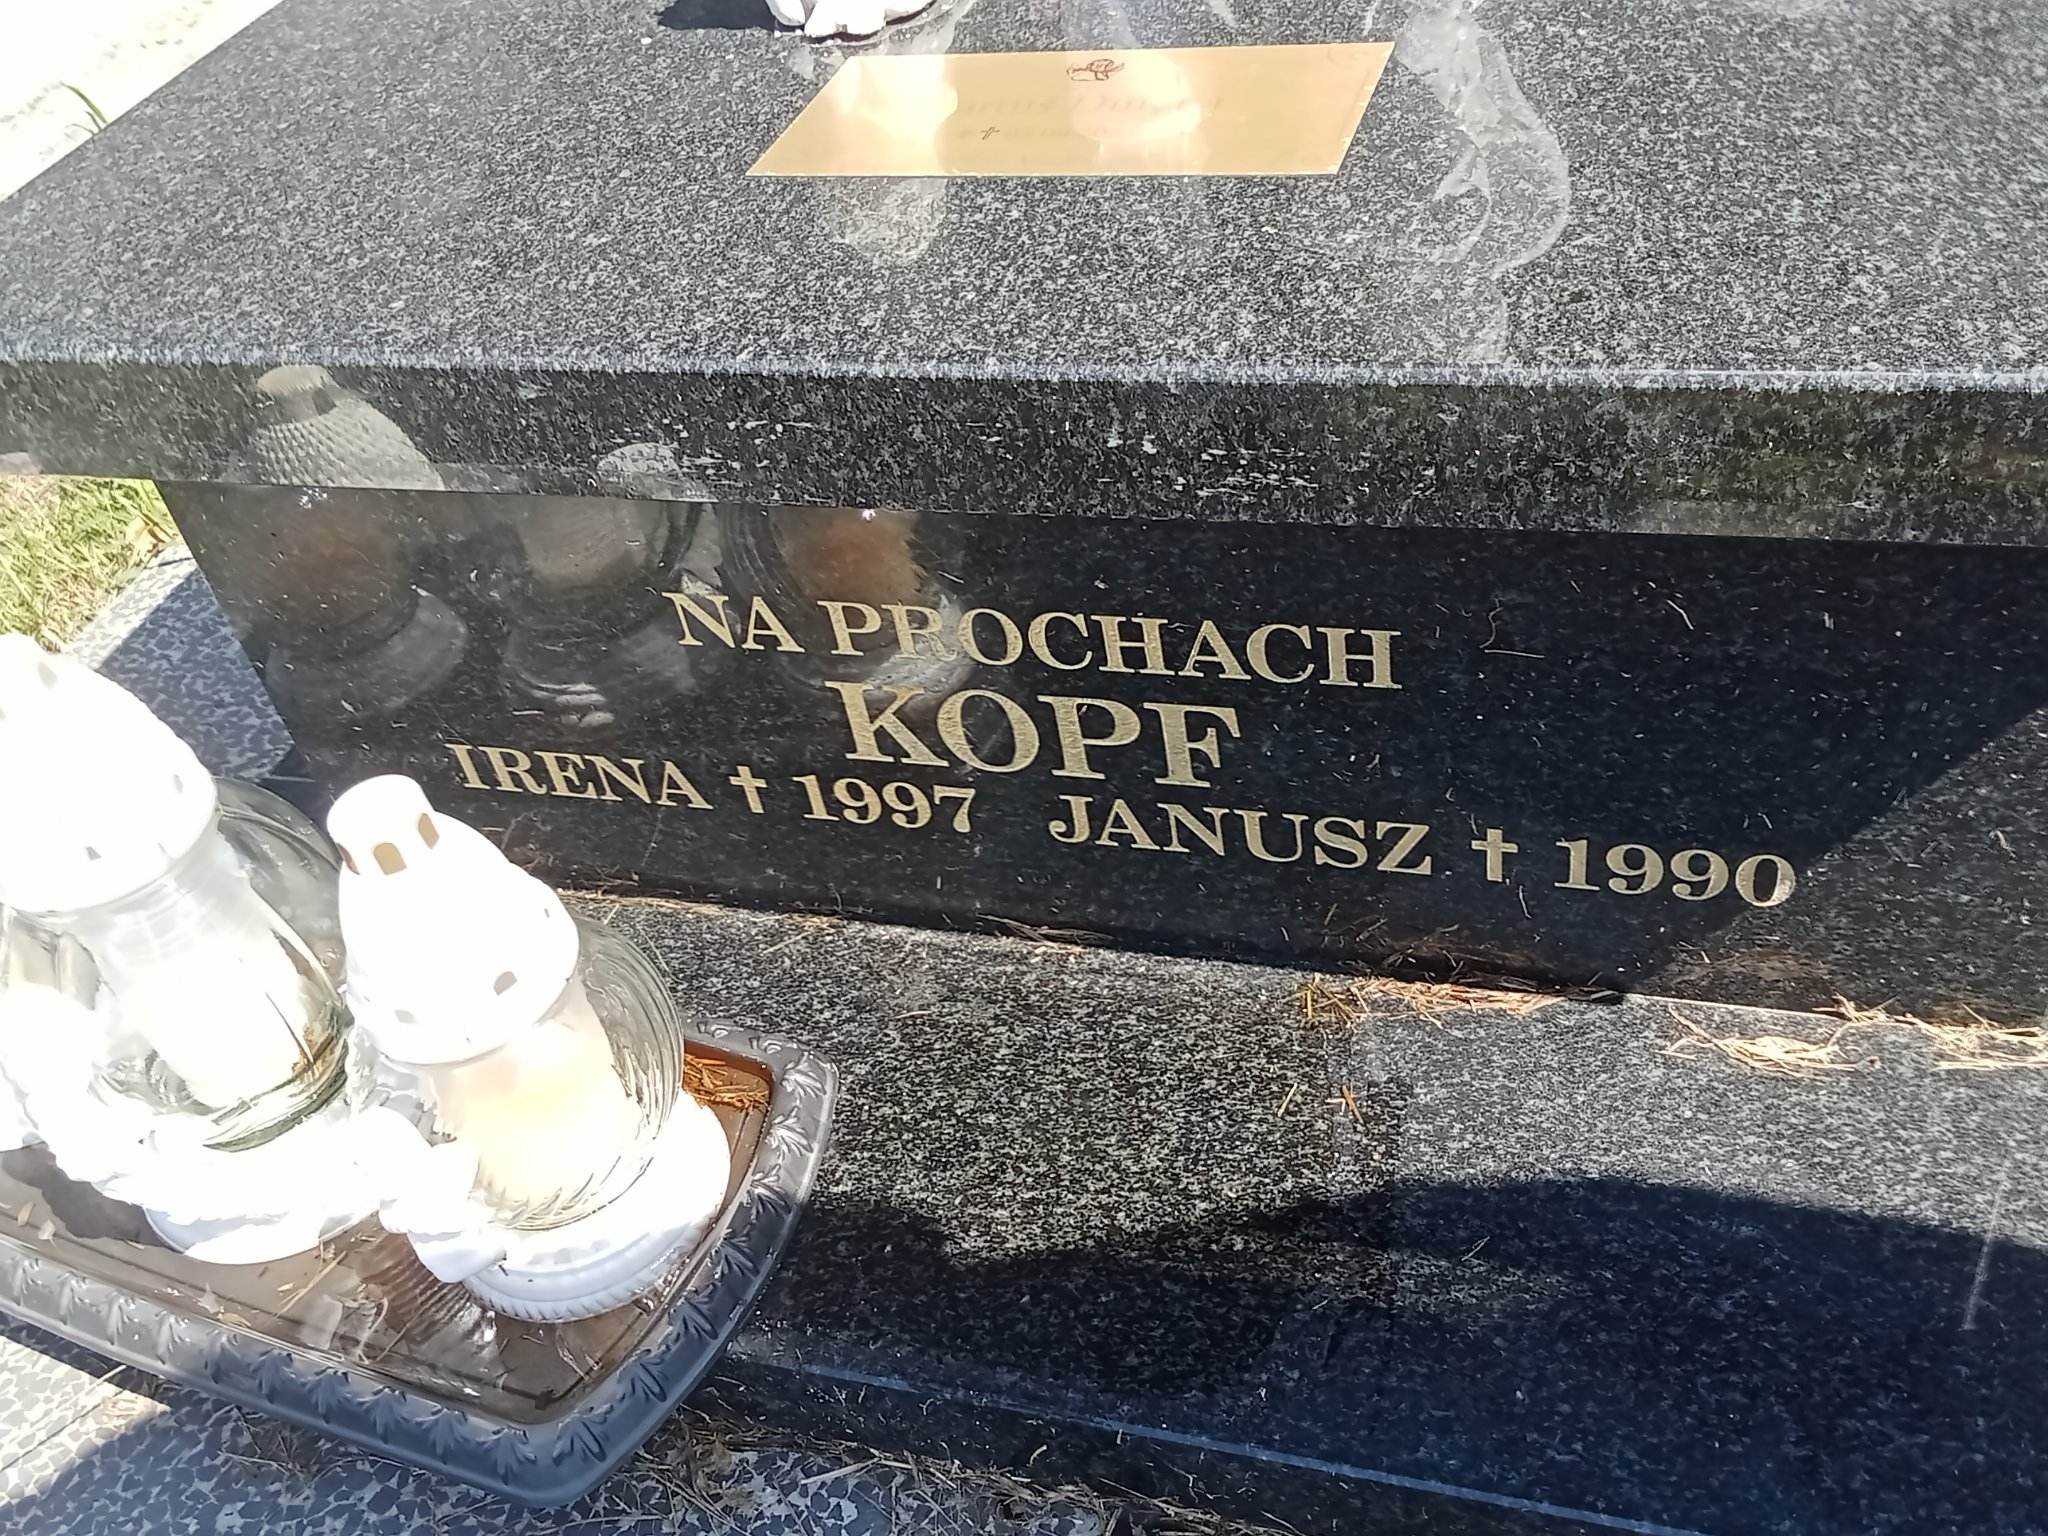 NA PROCHACH
KOPF
IRENA † 1997 JANUSZ † 1990